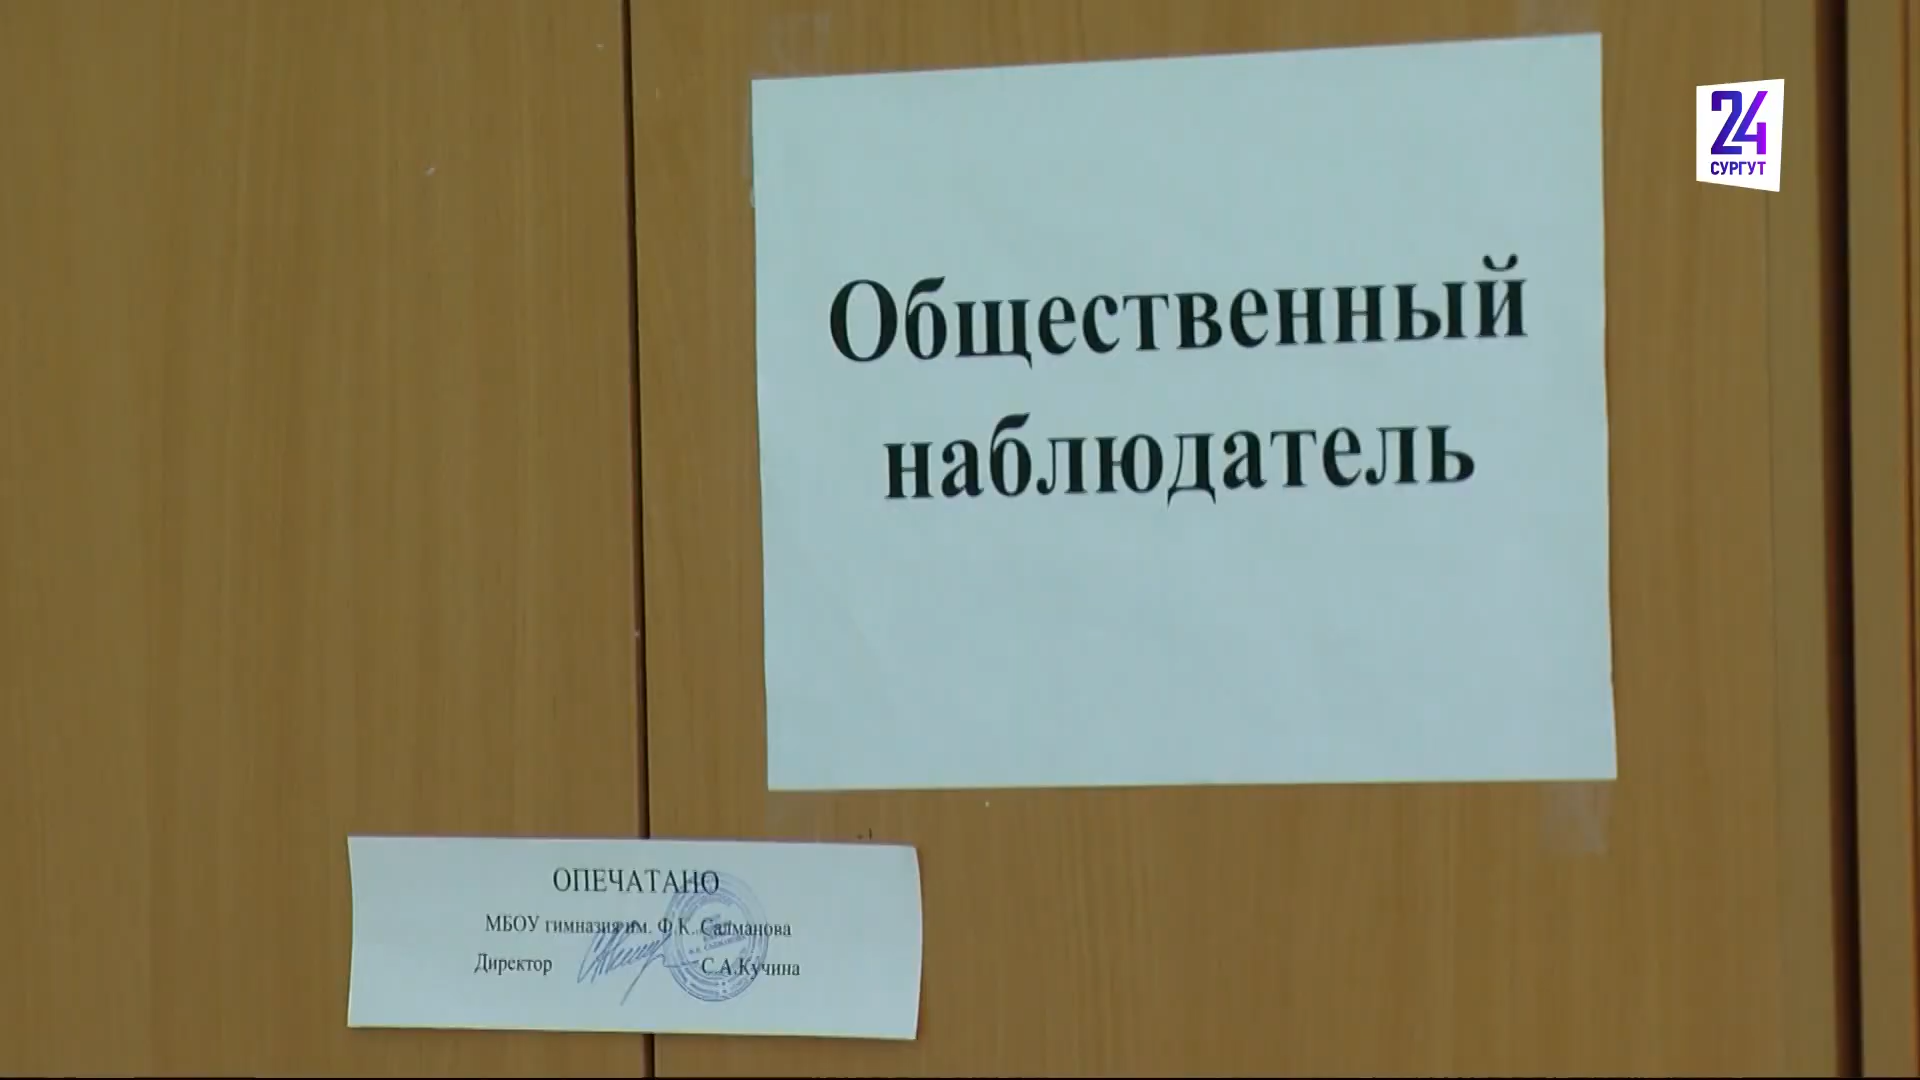 24
СУРГУТ
Общественный
наблюдатель
ОПЕЧАТАНО
МБОУ гимназия им. Ф.К. Салманова
Директор С.А.Кучина